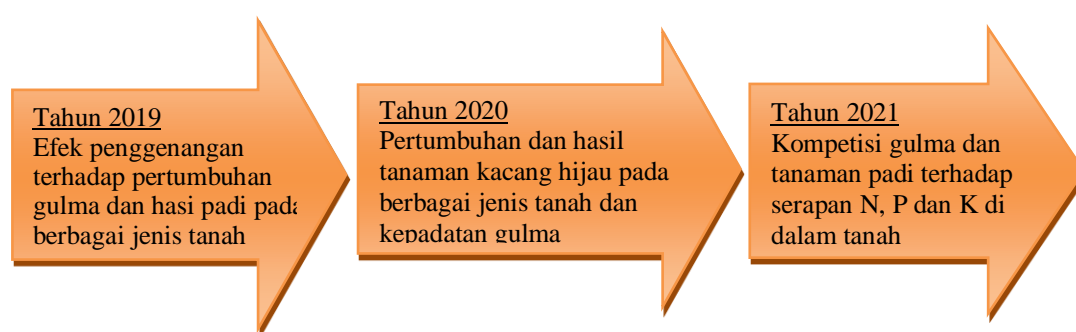 Tahun 2019
Efek penggenangan
terhadap pertumbuhan
gulma dan hasi padi pada
berbagai jenis tanah
Tahun 2020
Pertumbuhan dan hasil
tanaman kacang hijau pada
berbagai jenis tanah dan
kepadatan gulma
Tahun 2021
Kompetisi gulma dan
tanaman padi terhadap
serapan N, P dan K di
dalam tanah